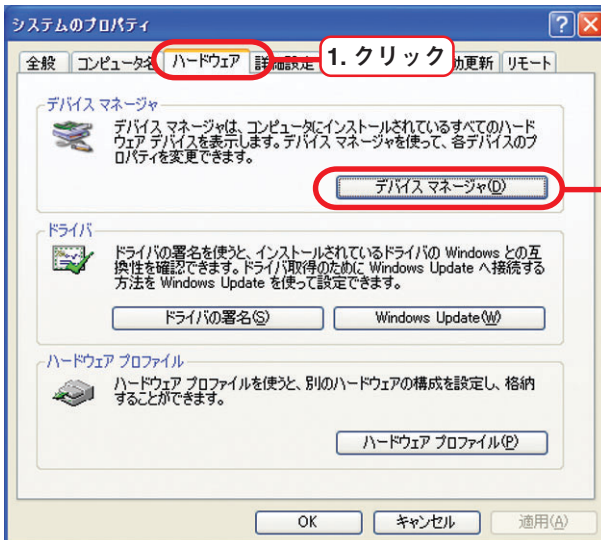 システムのプロパティ
全般 コンピュータ名 ハードウェア 詳細設定 1. クリック 効更新 リモート
デバイス マネージャ
デバイス マネージャは、コンピュータにインストールされているすべてのハード
ウェア デバイスを表示します。デバイス マネージャを使って、各デバイスのプ
ロパティを変更できます。
デバイス マネージャ(D)
ドライバ
ドライバの署名を使うと、インストールされているドライバの Windows との互
換性を確認できます。ドライバ取得のために Windows Update へ接続する
方法を Windows Update を使って設定できます。
ドライバの署名(S) Windows Update(W)
ハードウェア プロファイル
ハードウェア プロファイルを使うと、別のハードウェアの構成を設定し、格納
することができます。
ハードウェア プロファイル(P)
OK キャンセル 適用(A)